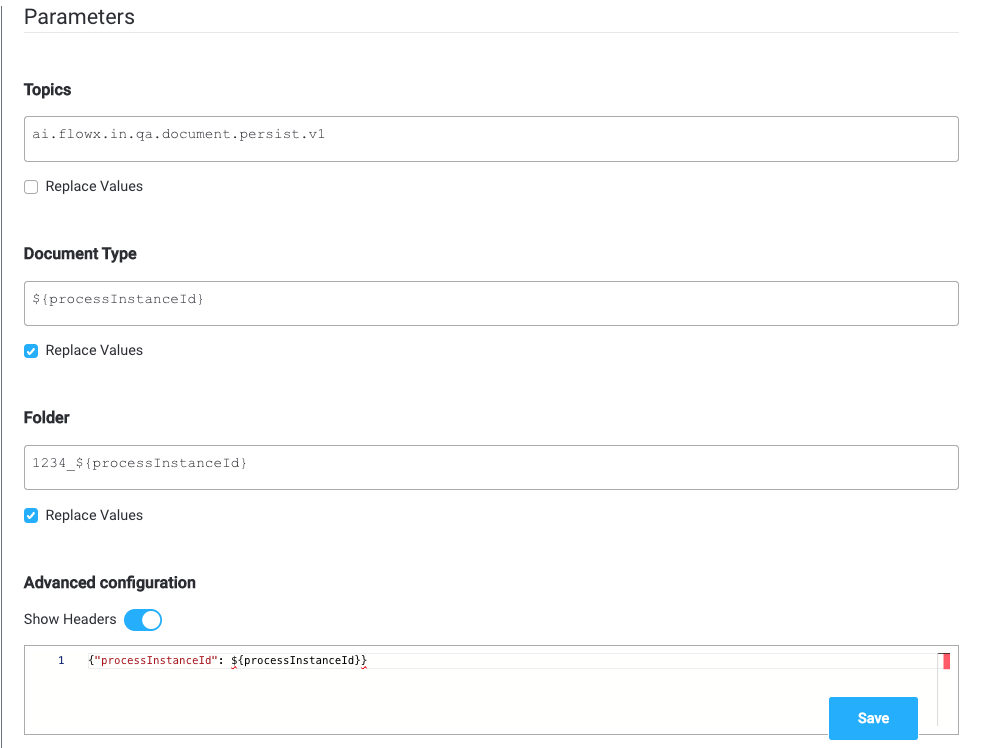 Parameters
Topics
ai.flowx.in.qa.document.persist.v1
Replace Values
Document Type
${processInstanceId}
Replace Values
Folder
1234_${processInstanceId}
Replace Values
Advanced configuration
Show Headers
1 {"processInstanceId": ${processInstanceId}}
Save